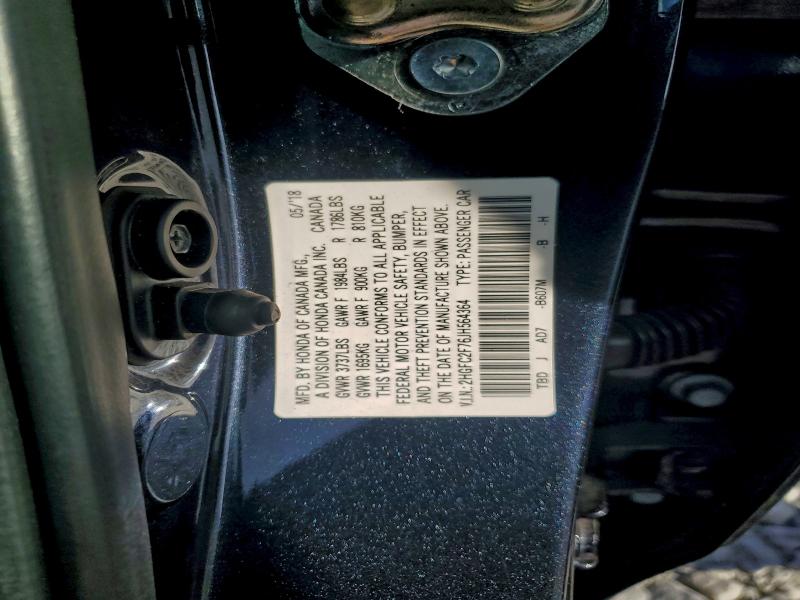 MFD. BY HONDA OF CANADA MFG., 05/18
A DIVISION OF HONDA CANADA INC. CANADA
GVWR 3737LBS GAWR F 1984LBS R 1786LBS
GVWR 1695KG GAWR F 900KG R 810KG
THIS VEHICLE CONFORMS TO ALL APPLICABLE
FEDERAL MOTOR VEHICLE SAFETY, BUMPER,
AND THEFT PREVENTION STANDARDS IN EFFECT
ON THE DATE OF MANUFACTURE SHOWN ABOVE.
V.I.N.: 2HGFC2F76JH564364 TYPE: PASSENGER CAR
TBD J AD7 -B607M -B -H